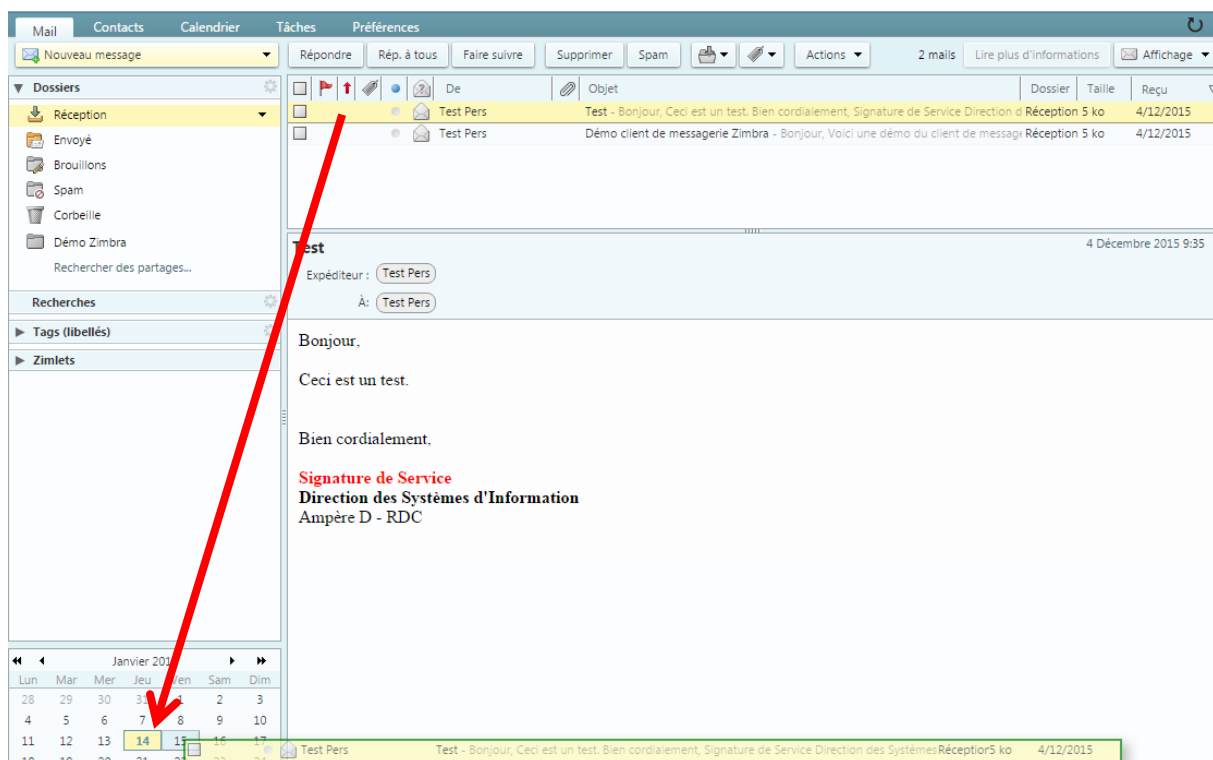 Mail Contacts Calendrier Tâches Préférences
Nouveau message Répondre Rép. à tous Faire suivre Supprimer Spam Actions 2 mails Lire plus d'informations Affichage
Dossiers
Réception
Envoyé
Brouillons
Spam
Corbeille
Démo Zimbra
Rechercher des partages...
Recherches
Tags (libellés)
Zimlets
De Objet Dossier Taille Reçu
Test Pers Test - Bonjour, Ceci est un test. Bien cordialement, Signature de Service Direction d Réception 5 ko 4/12/2015
Test Pers Démo client de messagerie Zimbra - Bonjour, Voici une démo du client de messag Réception 5 ko 4/12/2015
Test 4 Décembre 2015 9:35
Expéditeur : Test Pers
À: Test Pers
Bonjour,
Ceci est un test.
Bien cordialement,
Signature de Service
Direction des Systèmes d'Information
Ampère D - RDC
Janvier 201
Lun Mar Mer Jeu Ven Sam Dim
28 29 30 31 1 2 3
4 5 6 7 8 9 10
11 12 13 14 15 16 17
Test Pers Test - Bonjour, Ceci est un test. Bien cordialement, Signature de Service Direction des Systèmes Réception 5 ko 4/12/2015